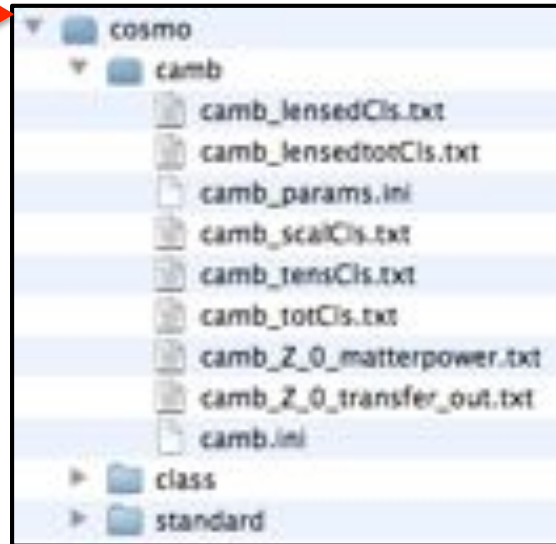 cosmo
camb
camb_lensedCls.txt
camb_lensedtotCls.txt
camb_params.ini
camb_scalCls.txt
camb_tensCls.txt
camb_totCls.txt
camb_Z_0_matterpower.txt
camb_Z_0_transfer_out.txt
camb.ini
class
standard